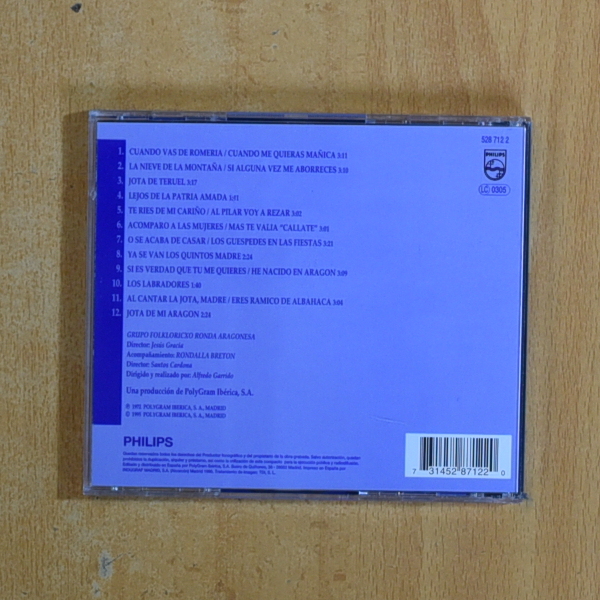 528 712 2
PHILIPS
LC 0305
1. CUANDO VAS DE ROMERIA / CUANDO ME QUIERAS MAÑICA 3:11
2. LA NIEVE DE LA MONTAÑA / SI ALGUNA VEZ ME ABORRECES 3:10
3. JOTA DE TERUEL 3:17
4. LEJOS DE LA PATRIA AMADA
5. TE RIES DE MI CARIÑO / AL PILAR VOY A REZAR 3:02
6. ACOMPARO A LAS MUJERES / MAS TE VALIA "CALLATE" 3:01
7. O SE ACABA DE CASAR / LOS GUESPEDES EN LAS FIESTAS 3:21
8. YA SE VAN LOS QUINTOS MADRE 2:24
9. SI ES VERDAD QUE TU ME QUIERES / HE NACIDO EN ARAGON 3:09
10. LOS LABRADORES 1:40
11. AL CANTAR LA JOTA, MADRE / ERES RAMICO DE ALBAHACA 3:04
12. JOTA DE MI ARAGON 2:24
GRUPO FOLKLORICXO RONDA ARAGONESA
Director: Jesús Gracia
Acompañamiento: RONDALLA BRETON
Director: Santos Cardona
Dirigido y realizado por: Alfredo Garrido
Una producción de PolyGram Ibérica, S.A.
POLYGRAM IBERICA, S. A., MADRID
© 1995 POLYGRAM IBERICA, S. A., MADRID
PHILIPS
7 31452 87122 0